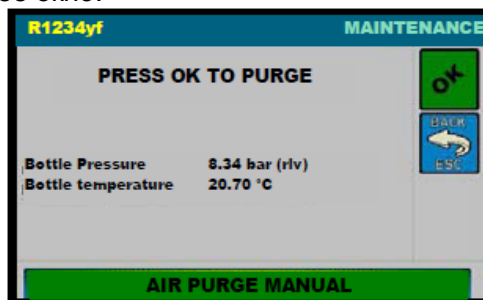 R1234yf MAINTENANCE
PRESS OK TO PURGE
OK
BACK
ESC
Bottle Pressure 8.34 bar (rlv)
Bottle temperature 20.70 °C
AIR PURGE MANUAL